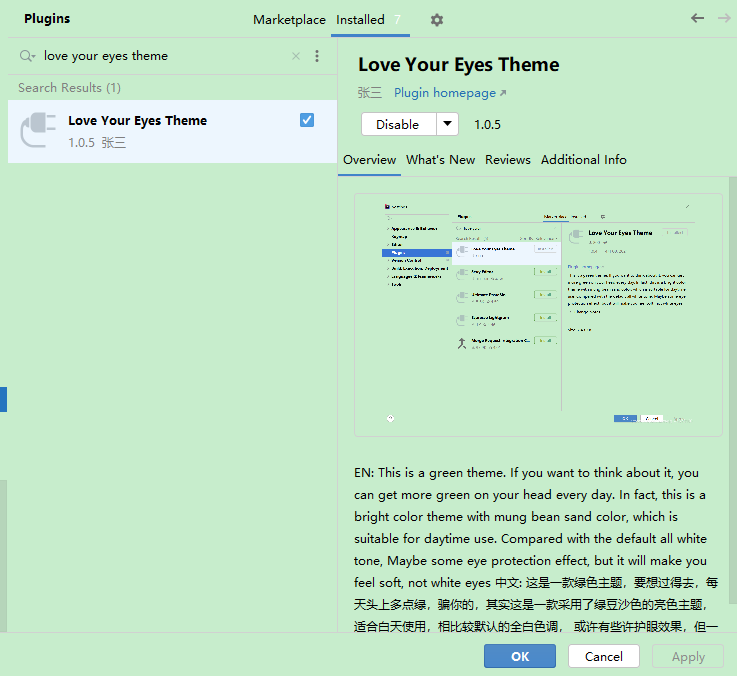 Plugins
Marketplace
Installed 7
love your eyes theme
Search Results (1)
Love Your Eyes Theme
1.0.5 张三
Love Your Eyes Theme
张三 Plugin homepage
Disable
1.0.5
Overview What's New Reviews Additional Info
Plugins
Love Your Eyes Theme
Love Your Eyes Theme
EN: This is a green theme. If you want to think about it, you
can get more green on your head every day. In fact, this is a
bright color theme with mung bean sand color, which is
suitable for daytime use. Compared with the default all white
tone, Maybe some eye protection effect, but it will make you
feel soft, not white eyes 中文: 这是一款绿色主题，要想过得去，每
天头上多点绿，骗你的，其实这是一款采用了绿豆沙色的亮色主题，
适合白天使用，相比较默认的全白色调， 或许有些许护眼效果，但一
OK
Cancel
Apply